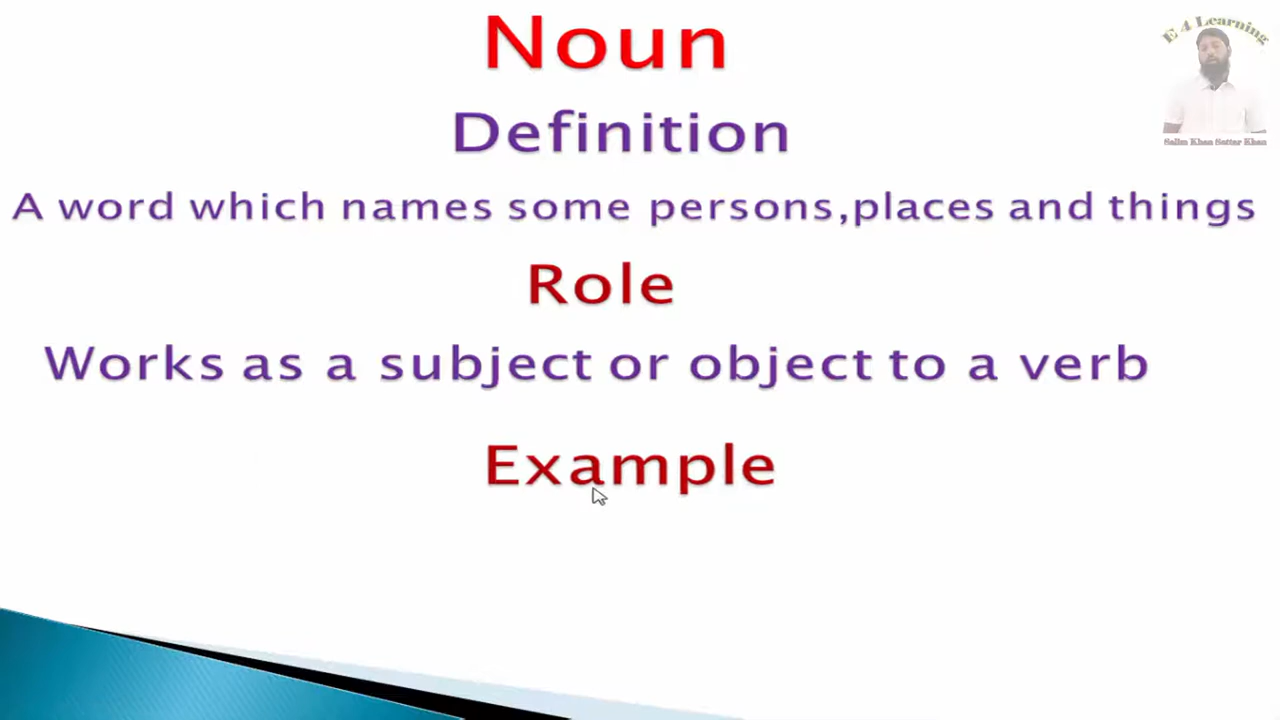 Noun
E 4 Learning
Definition
Salim Khan Sattar Khan
A word which names some persons,places and things
Role
Works as a subject or object to a verb
Example